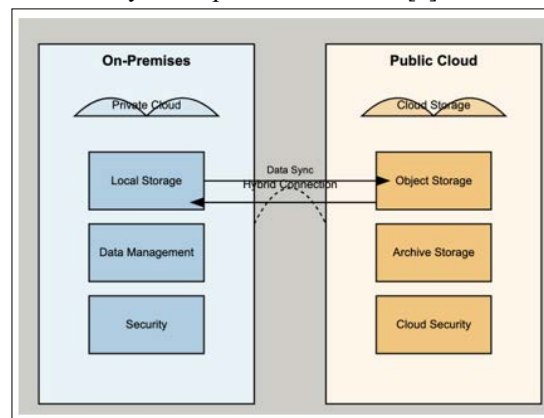 On-Premises
Private Cloud
Local Storage
Data Management
Security
Data Sync
Hybrid Connection
Public Cloud
Cloud Storage
Object Storage
Archive Storage
Cloud Security